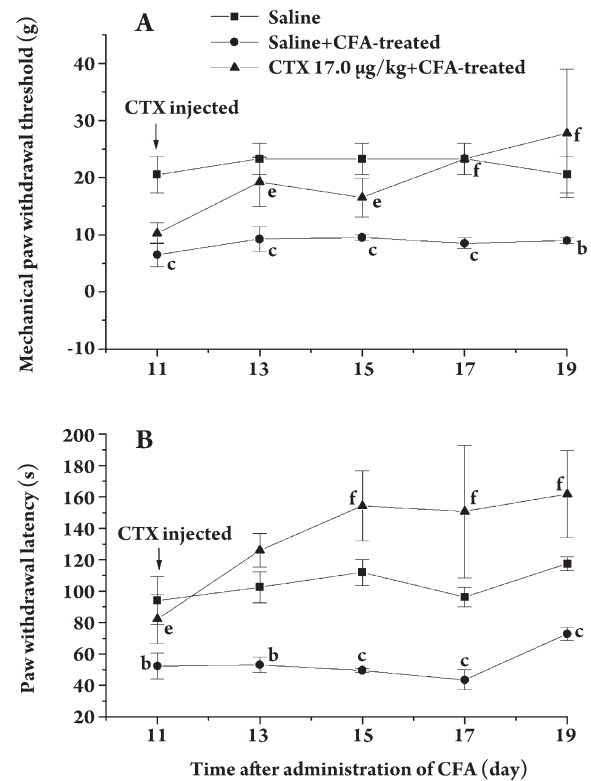 A
Saline
Saline+CFA-treated
CTX 17.0 µg/kg+CFA-treated
Mechanical paw withdrawal threshold (g)
40
30
20
10
0
-10
CTX injected
c
c
c
c
b
e
e
f
f
11
13
15
17
19
B
Paw withdrawal latency (s)
200
180
160
140
120
100
80
60
40
20
CTX injected
e
f
f
f
b
b
c
c
c
11
13
15
17
19
Time after administration of CFA (day)